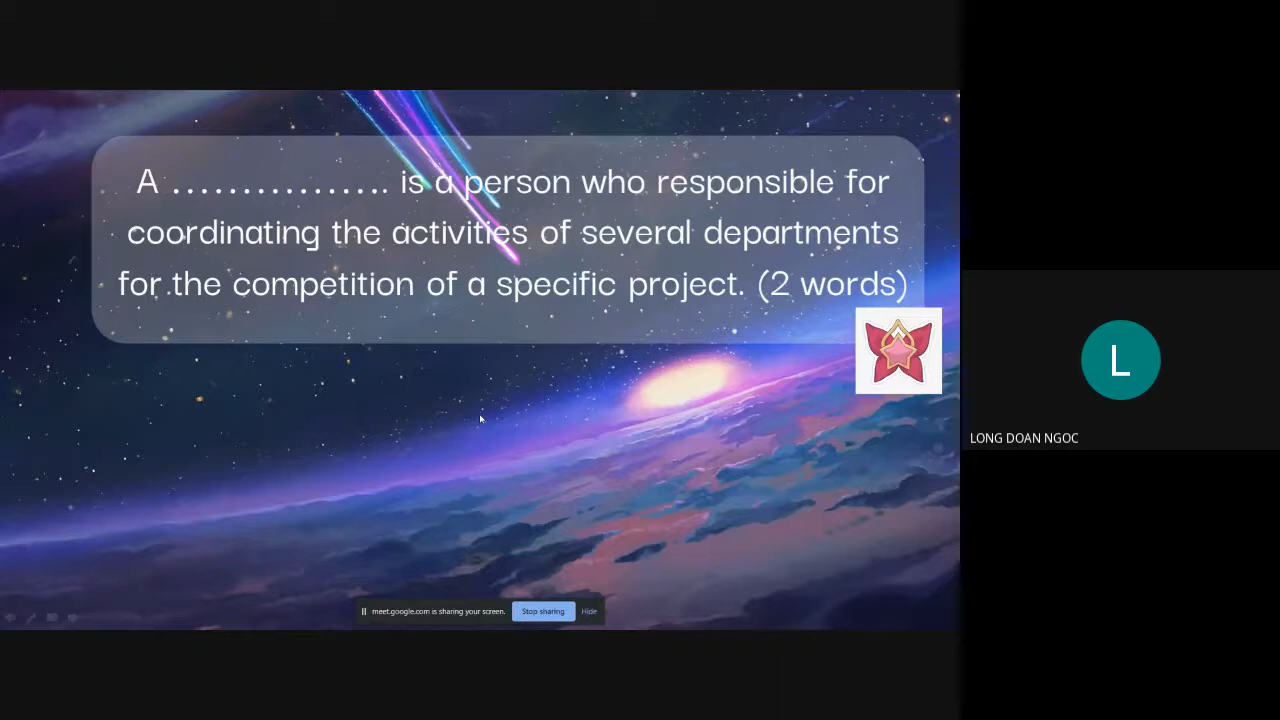 A ................. is a person who responsible for
coordinating the activities of several departments
for the competition of a specific project. (2 words)
L
LONG DOAN NGOC
meet.google.com is sharing your screen. Stop sharing Hide